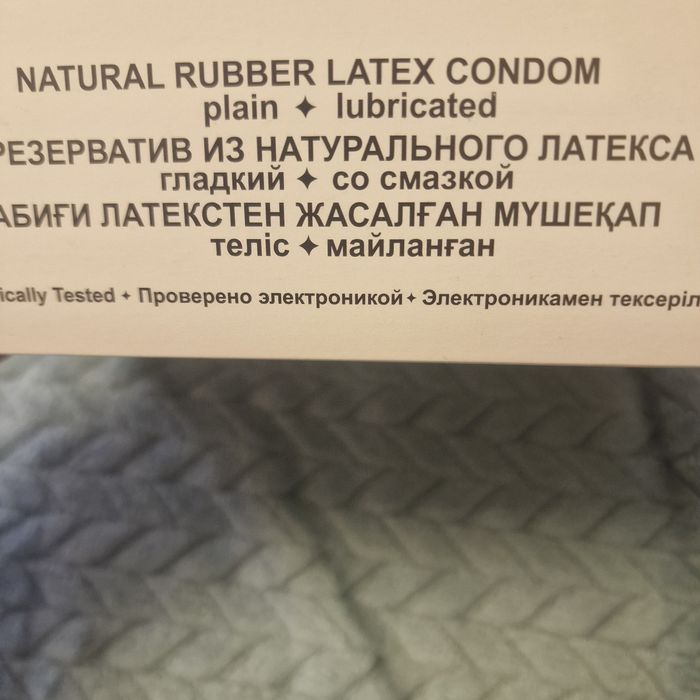 NATURAL RUBBER LATEX CONDOM
plain ✦ lubricated
РЕЗЕРВАТИВ ИЗ НАТУРАЛЬНОГО ЛАТЕКСА
гладкий ✦ со смазкой
АБИҒИ ЛАТЕКСТЕН ЖАСАЛҒАН МҮШЕҚАП
теліс ✦ майланған
ically Tested ✦ Проверено электроникой ✦ Электроникамен тексеріл